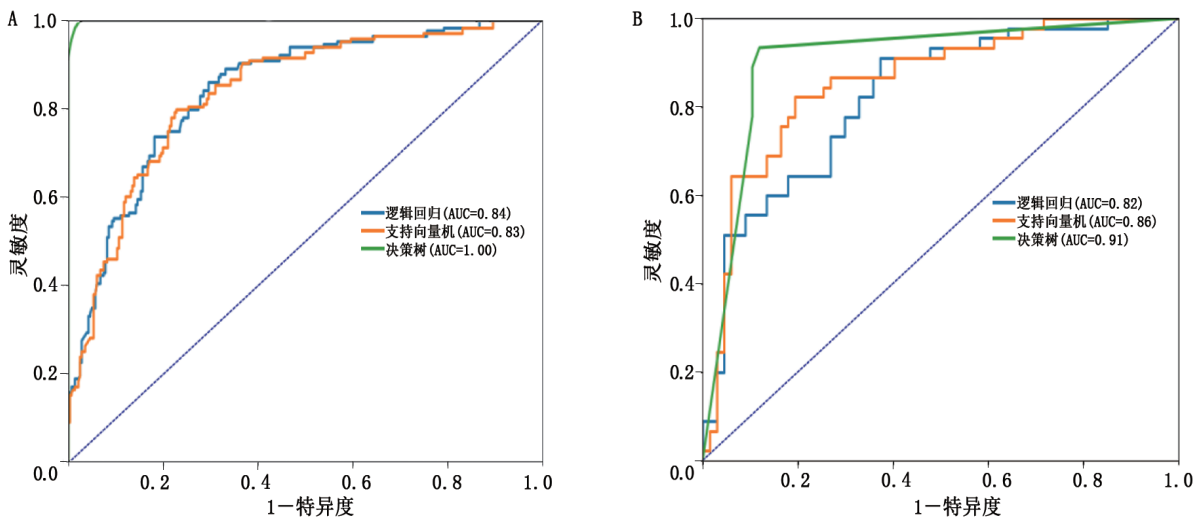 A
1.0
0.8
0.6
0.4
0.2
0.0
灵敏度
逻辑回归(AUC=0.84)
支持向量机(AUC=0.83)
决策树(AUC=1.00)
0.2 0.4 0.6 0.8 1.0
1-特异度
B
1.0
0.8
0.6
0.4
0.2
0.0
灵敏度
逻辑回归(AUC=0.82)
支持向量机(AUC=0.86)
决策树(AUC=0.91)
0.2 0.4 0.6 0.8 1.0
1-特异度